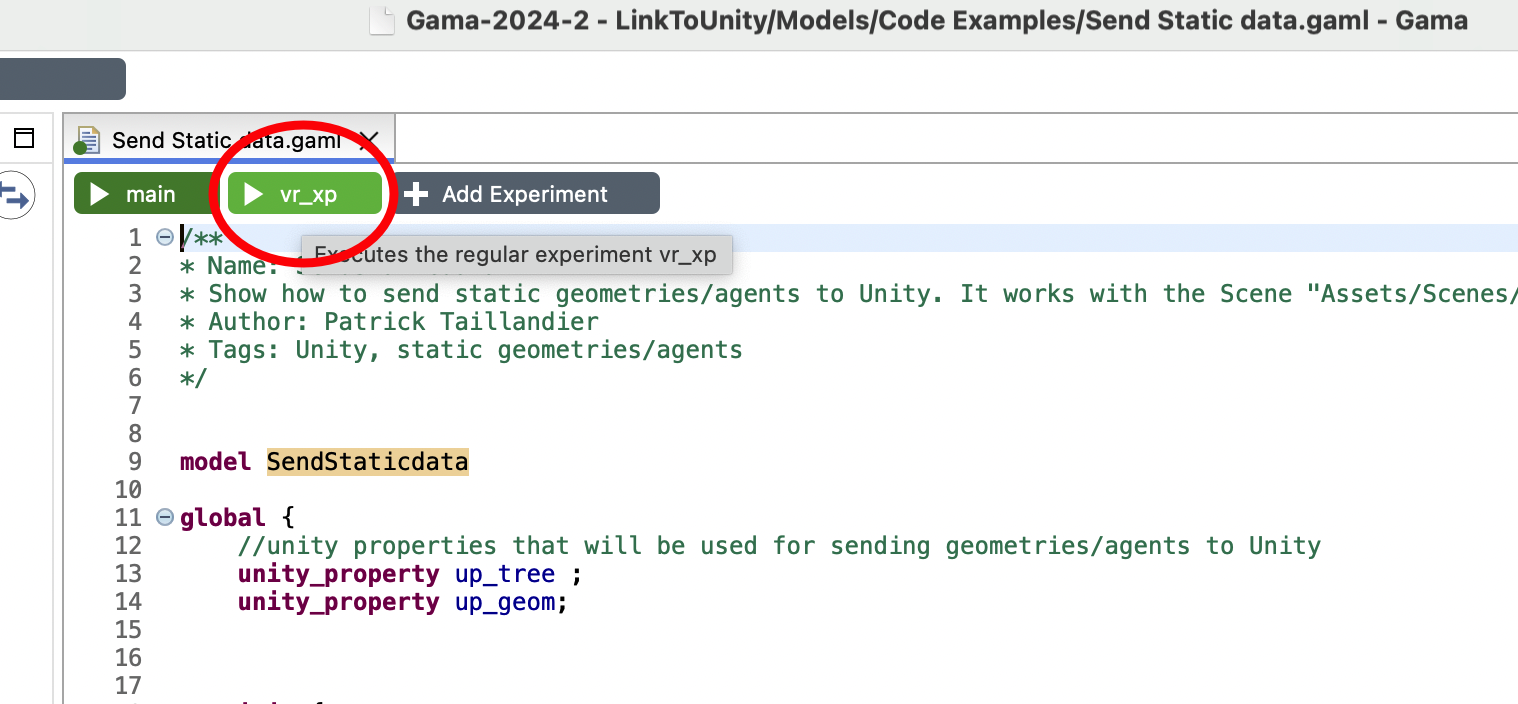 Gama-2024-2 - LinkToUnity/Models/Code Examples/Send Static data.gaml - Gama
Send Static data.gaml
main vr_xp Add Experiment
Executes the regular experiment vr_xp
1 /**
2 * Name:
3 * Show how to send static geometries/agents to Unity. It works with the Scene "Assets/Scenes/
4 * Author: Patrick Taillandier
5 * Tags: Unity, static geometries/agents
6 */
7
8
9 model SendStaticdata
10
11 global {
12 //unity properties that will be used for sending geometries/agents to Unity
13 unity_property up_tree ;
14 unity_property up_geom;
15
16
17